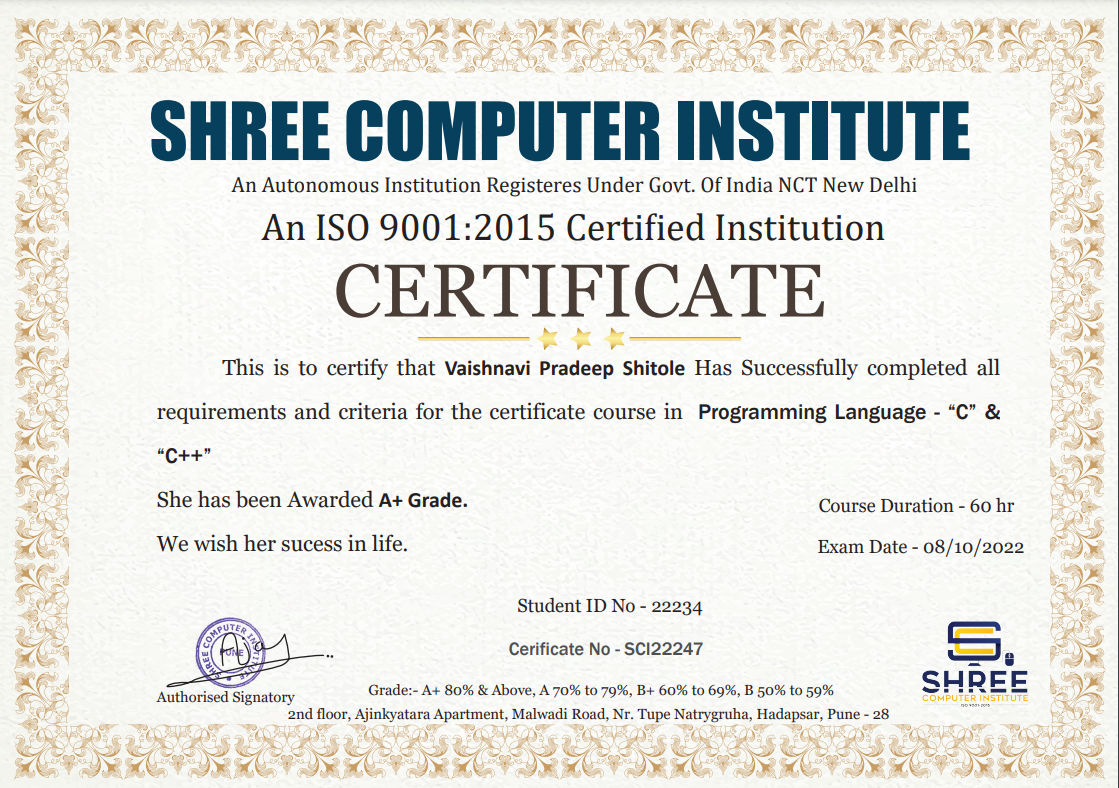 SHREE COMPUTER INSTITUTE
An Autonomous Institution Registeres Under Govt. Of India NCT New Delhi
An ISO 9001:2015 Certified Institution
CERTIFICATE
This is to certify that Vaishnavi Pradeep Shitole Has Successfully completed all
requirements and criteria for the certificate course in Programming Language - “C” &
“C++”
She has been Awarded A+ Grade.
We wish her sucess in life.
Course Duration - 60 hr
Exam Date - 08/10/2022
Student ID No - 22234
Cerificate No - SCI22247
SHREE COMPUTER INSTITUTE
PUNE
Authorised Signatory
Grade:- A+ 80% & Above, A 70% to 79%, B+ 60% to 69%, B 50% to 59%
2nd floor, Ajinkyatara Apartment, Malwadi Road, Nr. Tupe Natrygruha, Hadapsar, Pune - 28
SHREE
COMPUTER INSTITUTE
ISO 9001:2015